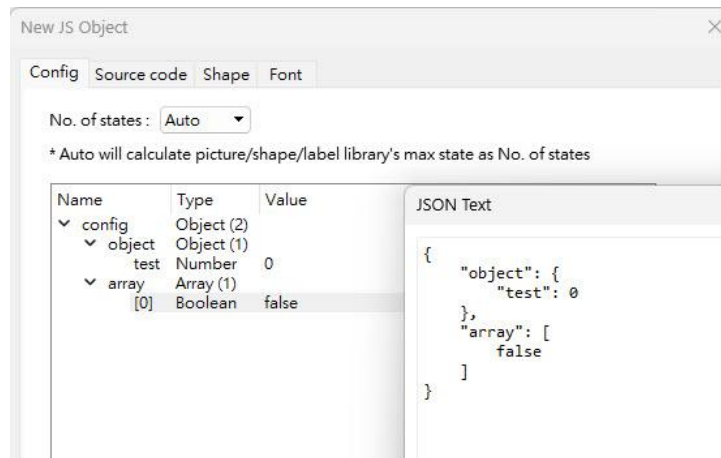 New JS Object
Config Source code Shape Font
No. of states : Auto
* Auto will calculate picture/shape/label library's max state as No. of states
Name Type Value
config Object (2)
object Object (1)
test Number 0
array Array (1)
[0] Boolean false
JSON Text
{
"object": {
"test": 0
},
"array": [
false
]
}